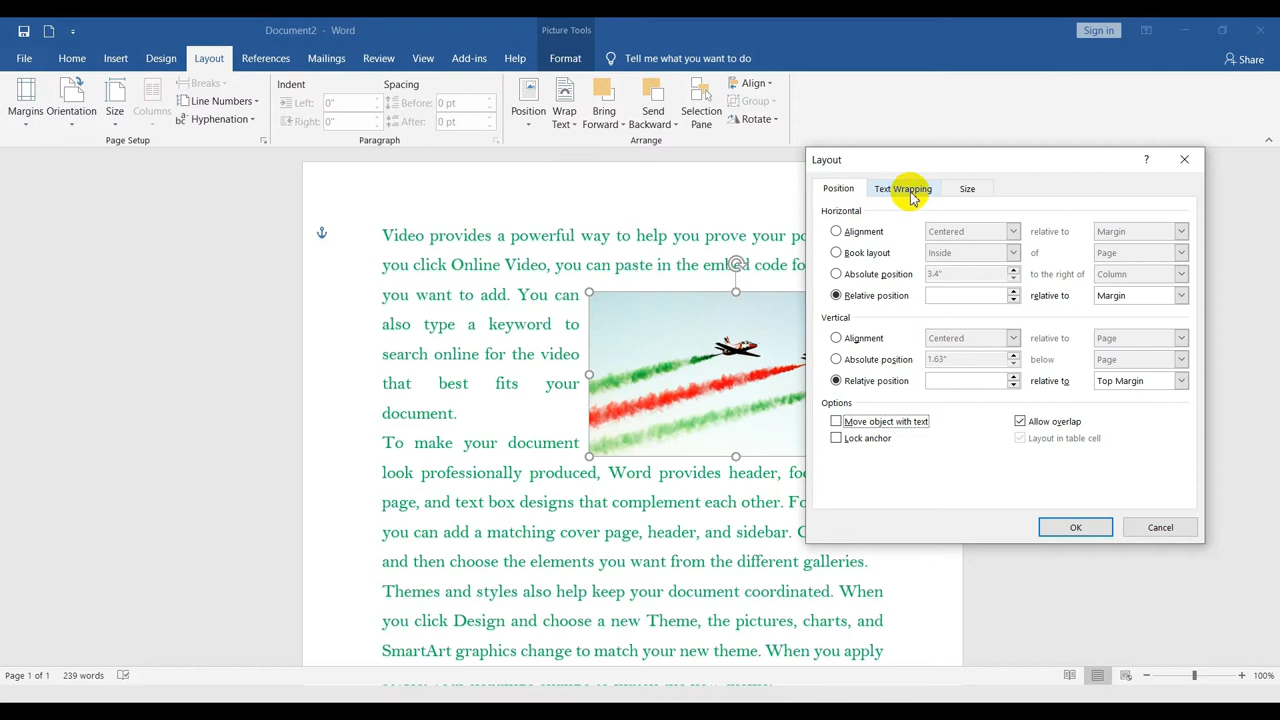 Document2 - Word
Picture Tools
Sign in
File Home Insert Design Layout References Mailings Review View Add-ins Help Format Tell me what you want to do Share
Margins Orientation Size Columns
Breaks
Line Numbers
Hyphenation
Page Setup
Indent Spacing
Left: 0" Before: 0 pt
Right: 0" After: 0 pt
Paragraph
Position Wrap Text Bring Forward Send Backward Selection Pane
Align
Group
Rotate
Arrange
Layout ?
Position Text Wrapping Size
Horizontal
Alignment Centered relative to Margin
Book layout Inside of Page
Absolute position 3.4" to the right of Column
Relative position relative to Margin
Vertical
Alignment Centered relative to Page
Absolute position 1.63" below Page
Relative position relative to Top Margin
Options
Move object with text Allow overlap
Lock anchor Layout in table cell
OK Cancel
Video provides a powerful way to help you prove your
you click Online Video, you can paste in the embed code
you want to add. You can
also type a keyword to
search online for the video
that best fits your
document.
To make your document
look professionally produced, Word provides header,
page, and text box designs that complement each other.
you can add a matching cover page, header, and sidebar.
and then choose the elements you want from the different galleries.
Themes and styles also help keep your document coordinated. When
you click Design and choose a new Theme, the pictures, charts, and
SmartArt graphics change to match your new theme. When you apply
Page 1 of 1 239 words 100%